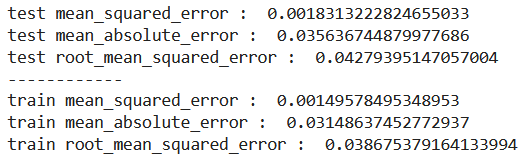 test mean_squared_error :  0.0018313222824655033
test mean_absolute_error :  0.035636744879977686
test root_mean_squared_error :  0.04279395147057004
------------
train mean_squared_error :  0.00149578495348953
train mean_absolute_error :  0.03148637452772937
train root_mean_squared_error :  0.038675379164133994